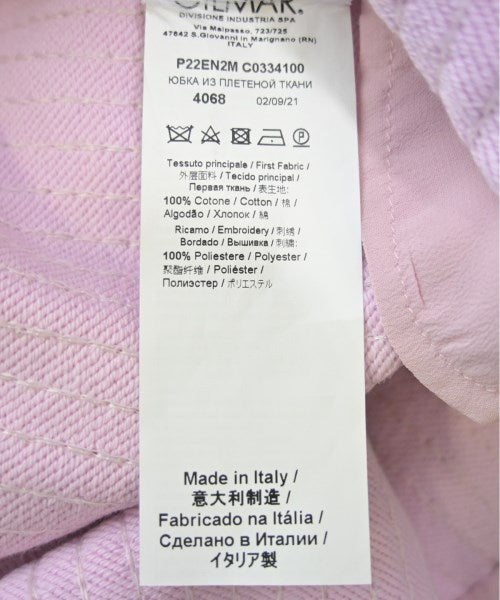 GILMAR.
DIVISIONE INDUSTRIA SPA
Via Malpasso, 723/725
47842 S.Giovanni in Marignano (RN)
ITALY
P22EN2M C0334100
ЮБКА ИЗ ПЛЕТЕНОЙ ТКАНИ
4068 02/09/21
Tessuto principale / First Fabric /
外层面料 / Tecido principal /
Первая ткань / 表生地:
100% Cotone / Cotton / 棉 /
Algodão / Хлопок / 綿
Ricamo / Embroidery / 刺绣 /
Bordado / Вышивка / 刺繍:
100% Poliestere / Polyester /
聚酯纤维 / Poliéster /
Полиэстер / ポリエステル
Made in Italy /
意大利制造 /
Fabricado na Itália /
Сделано в Италии /
イタリア製